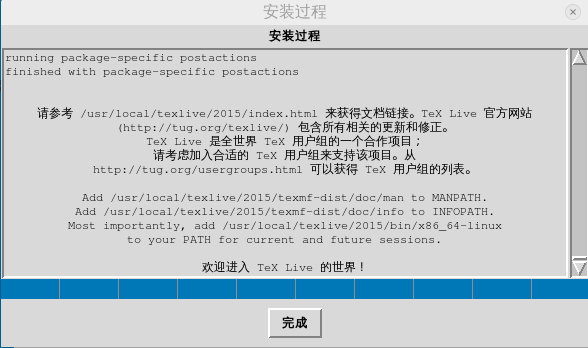 安装过程
安装过程
running package-specific postactions
finished with package-specific postactions
请参考 /usr/local/texlive/2015/index.html 来获得文档链接。TeX Live 官方网站
(http://tug.org/texlive/) 包含所有相关的更新和修正。
TeX Live 是全世界 TeX 用户组的一个合作项目；
请考虑加入合适的 TeX 用户组来支持该项目。从
http://tug.org/usergroups.html 可以获得 TeX 用户组的列表。
Add /usr/local/texlive/2015/texmf-dist/doc/man to MANPATH.
Add /usr/local/texlive/2015/texmf-dist/doc/info to INFOPATH.
Most importantly, add /usr/local/texlive/2015/bin/x86_64-linux
to your PATH for current and future sessions.
欢迎进入 TeX Live 的世界！
完成